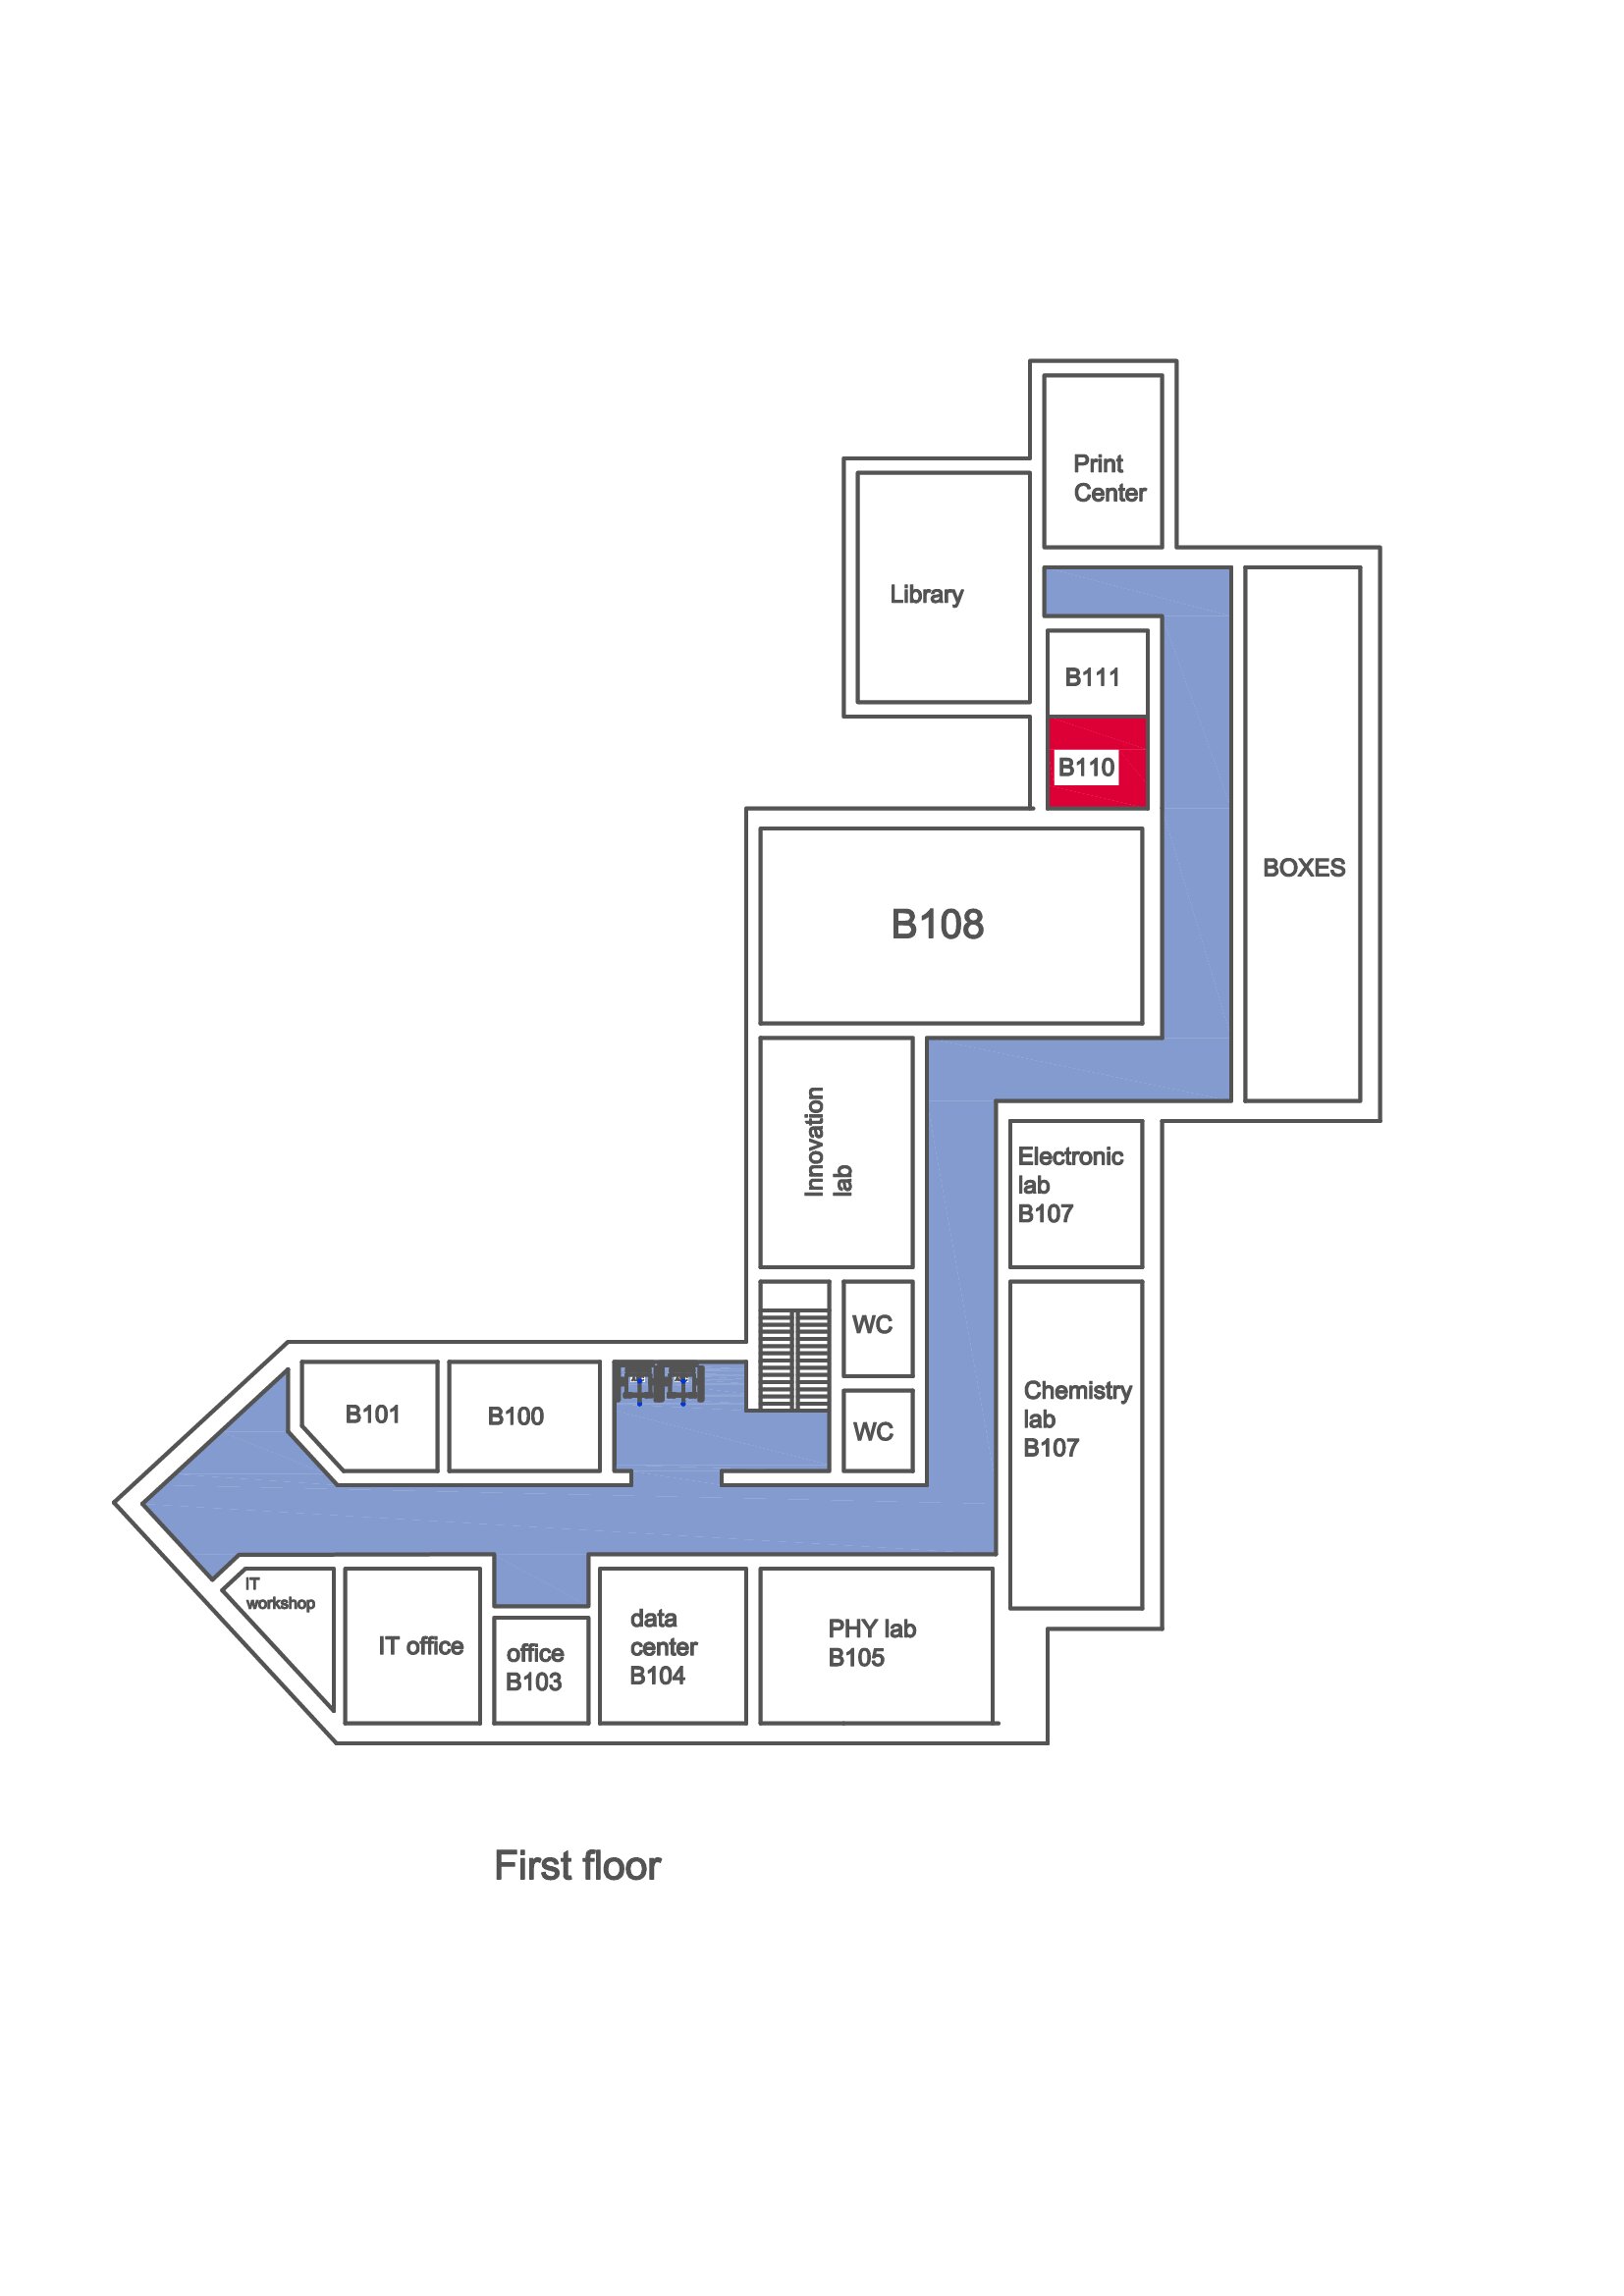 Print
Center
Library
B111
B110
BOXES
B108
Innovation
lab
Electronic
lab
B107
WC
Chemistry
lab
B107
B101
B100
WC
IT
workshop
IT office
office
B103
data
center
B104
PHY lab
B105
First floor